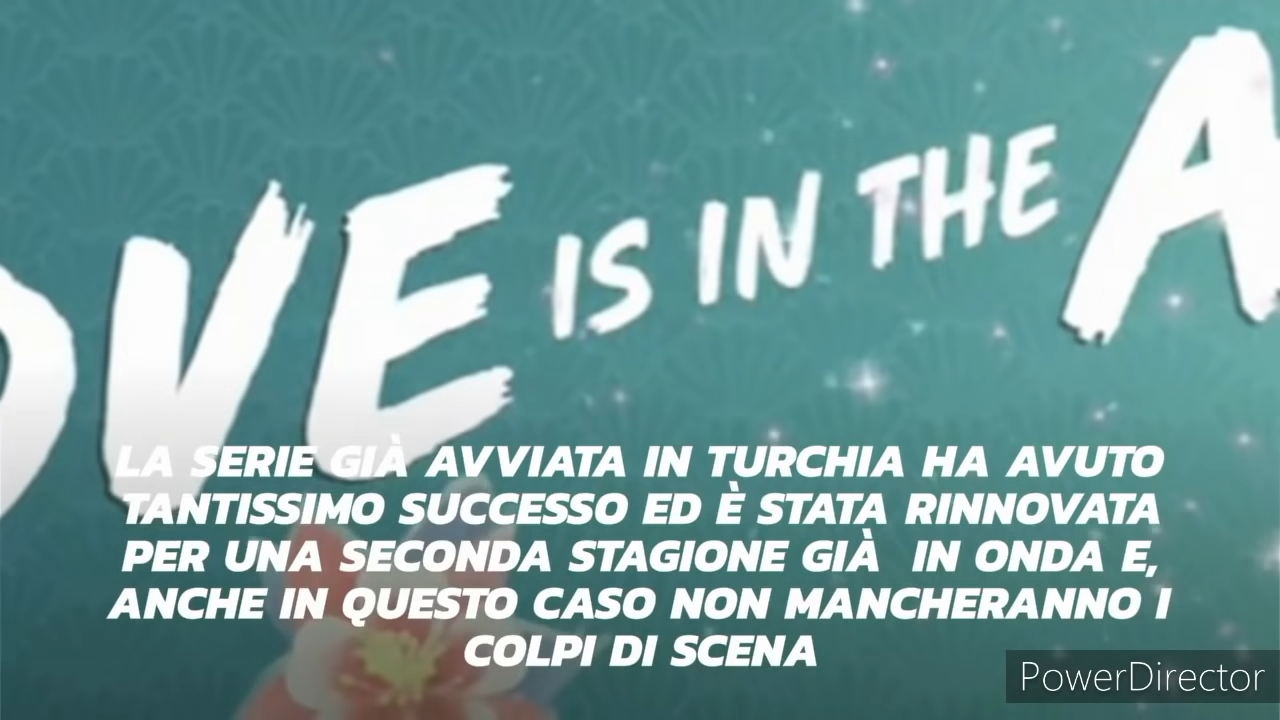 OVE IS IN THE A
LA SERIE GIÀ AVVIATA IN TURCHIA HA AVUTO
TANTISSIMO SUCCESSO ED È STATA RINNOVATA
PER UNA SECONDA STAGIONE GIÀ IN ONDA E,
ANCHE IN QUESTO CASO NON MANCHERANNO I
COLPI DI SCENA
PowerDirector